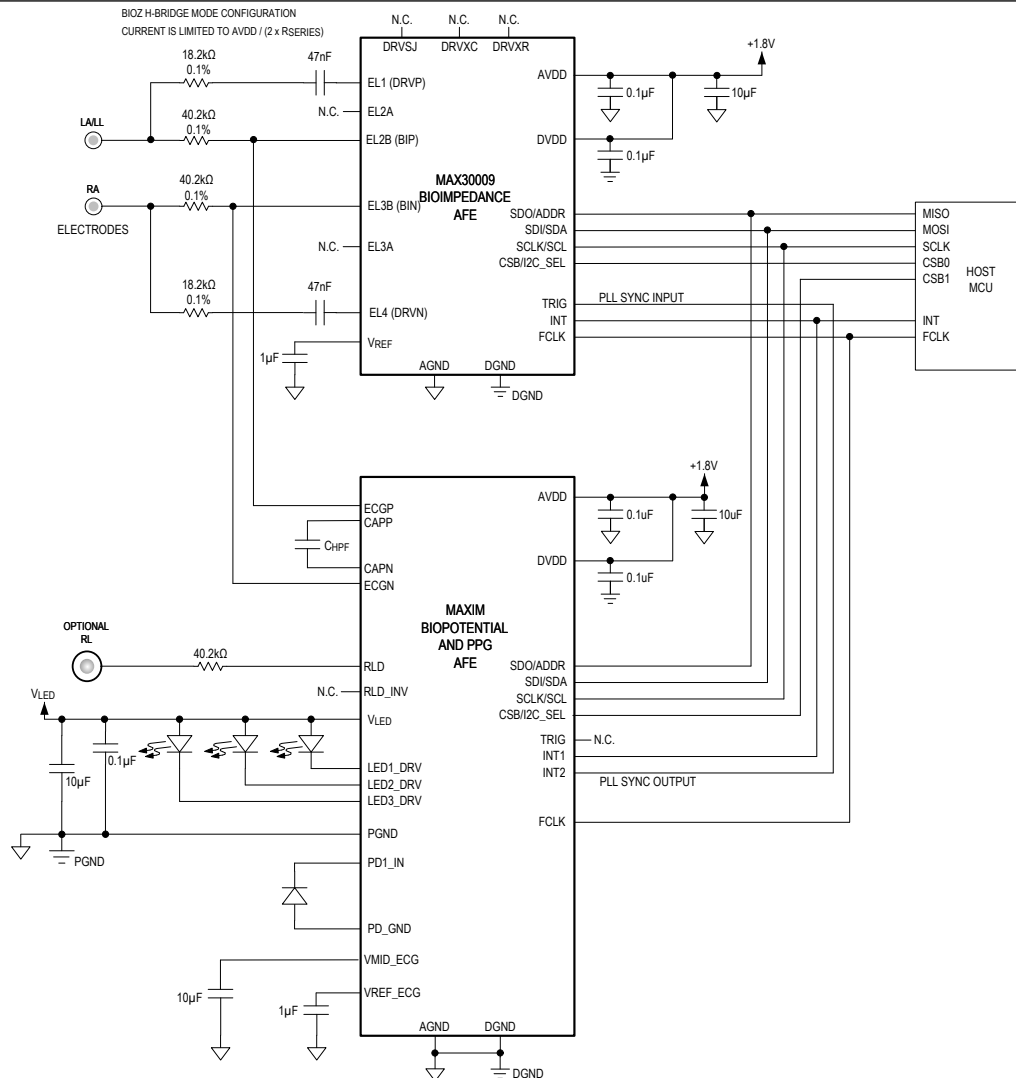 BIOZ H-BRIDGE MODE CONFIGURATION
CURRENT IS LIMITED TO AVDD / (2 x RSERIES)
N.C.
N.C.
N.C.
DRVSJ
DRVXC
DRVXR
+1.8V
18.2kΩ
0.1%
47nF
EL1 (DRVP)
AVDD
0.1µF
10µF
N.C.
EL2A
40.2kΩ
0.1%
LA/LL
EL2B (BIP)
DVDD
0.1µF
MAX30009
BIOIMPEDANCE
AFE
RA
40.2kΩ
0.1%
EL3B (BIN)
ELECTRODES
N.C.
EL3A
SDO/ADDR
SDI/SDA
SCLK/SCL
CSB/I2C_SEL
MISO
MOSI
SCLK
CSB0
CSB1
HOST
MCU
18.2kΩ
0.1%
47nF
EL4 (DRVN)
TRIG
PLL SYNC INPUT
INT
FCLK
INT
FCLK
VREF
1µF
AGND
DGND
DGND
+1.8V
ECGP
CAPP
CHPF
CAPN
ECGN
AVDD
0.1uF
10uF
DVDD
0.1uF
MAXIM
BIOPOTENTIAL
AND PPG
AFE
OPTIONAL
RL
40.2kΩ
RLD
N.C.
RLD_INV
SDO/ADDR
SDI/SDA
SCLK/SCL
CSB/I2C_SEL
VLED
VLED
TRIG
N.C.
INT1
INT2
PLL SYNC OUTPUT
0.1µF
10µF
LED1_DRV
LED2_DRV
LED3_DRV
FCLK
PGND
PGND
PD1_IN
PD_GND
VMID_ECG
10µF
VREF_ECG
1µF
AGND
DGND
DGND